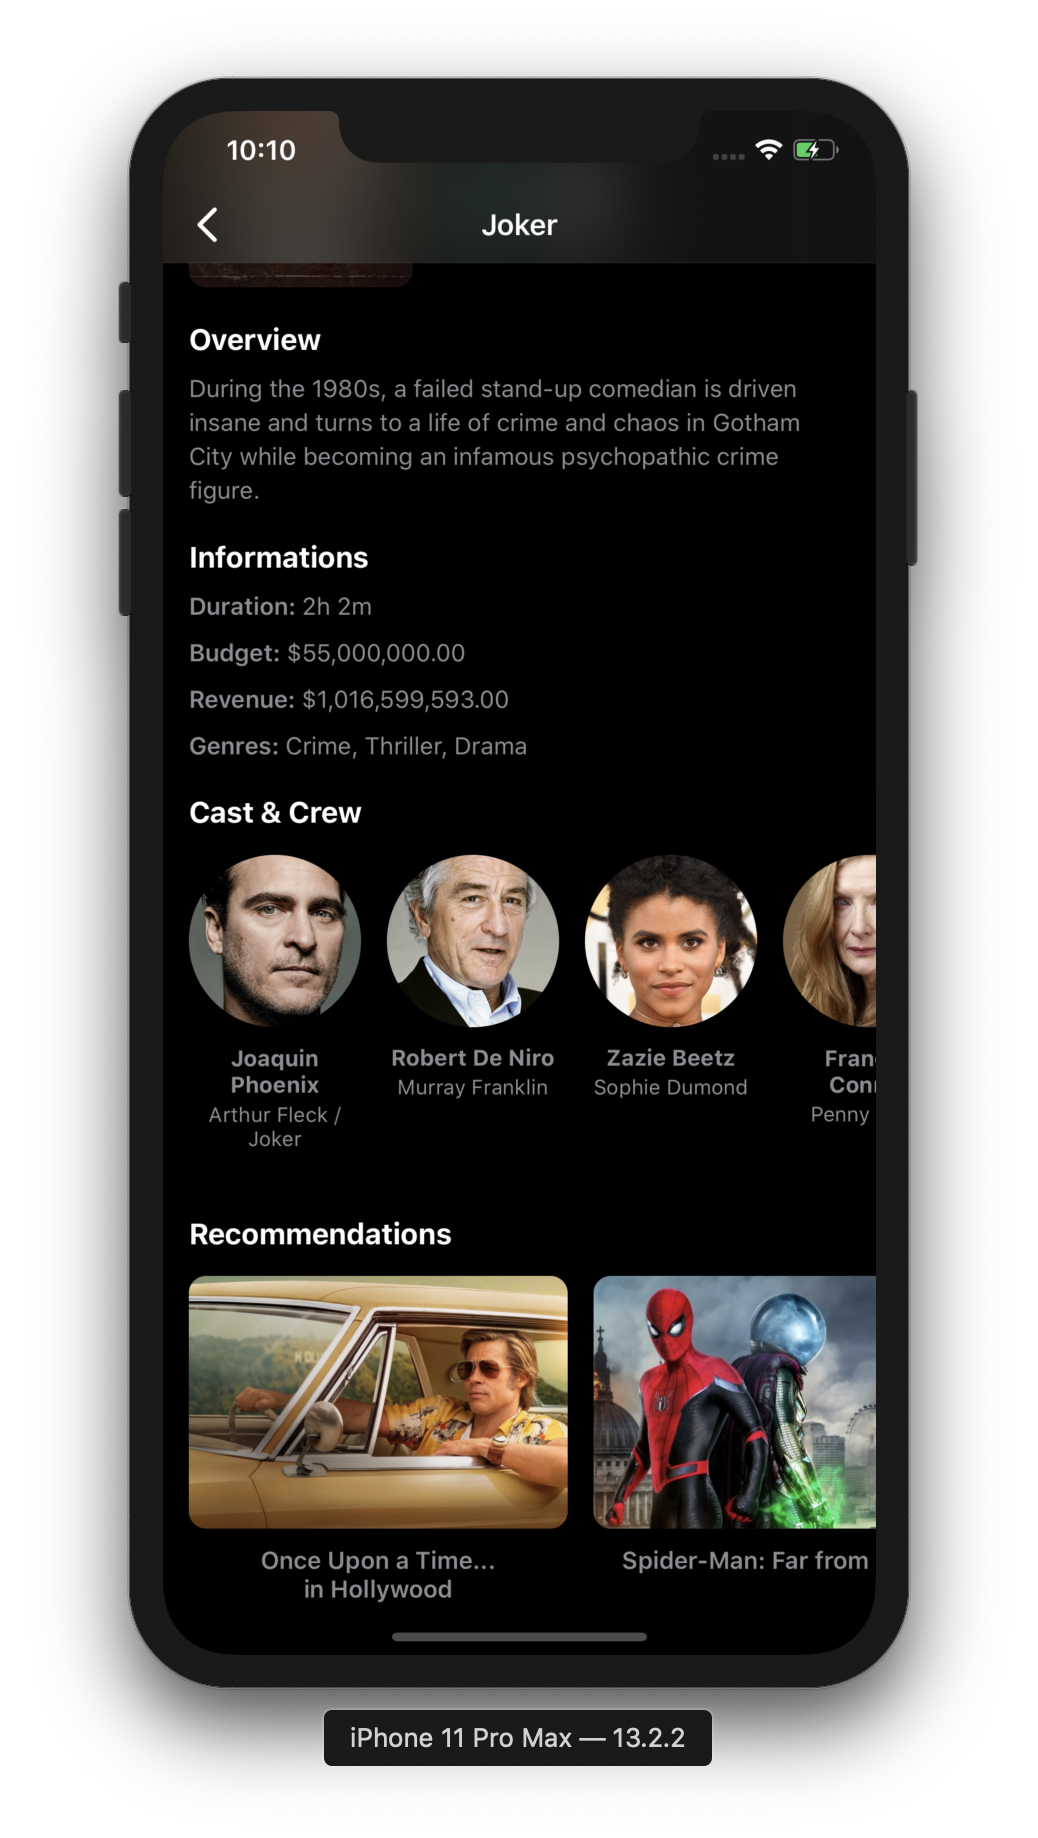 10:10
Joker
Overview
During the 1980s, a failed stand-up comedian is driven
insane and turns to a life of crime and chaos in Gotham
City while becoming an infamous psychopathic crime
figure.
Informations
Duration: 2h 2m
Budget: $55,000,000.00
Revenue: $1,016,599,593.00
Genres: Crime, Thriller, Drama
Cast & Crew
Joaquin
Phoenix
Arthur Fleck /
Joker
Robert De Niro
Murray Franklin
Zazie Beetz
Sophie Dumond
Penny
Recommendations
Once Upon a Time...
in Hollywood
Spider-Man: Far from
iPhone 11 Pro Max — 13.2.2